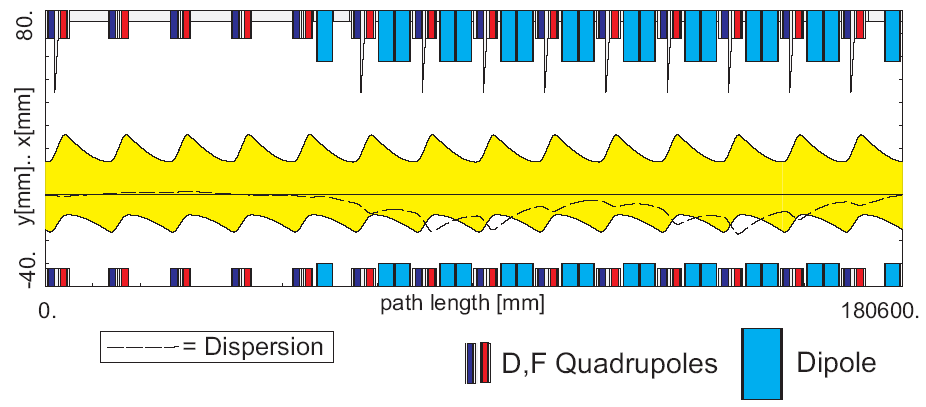 80.
y[mm].. x[mm]
-40.
0.
path length [mm]
180600.
= Dispersion
D,F Quadrupoles
Dipole